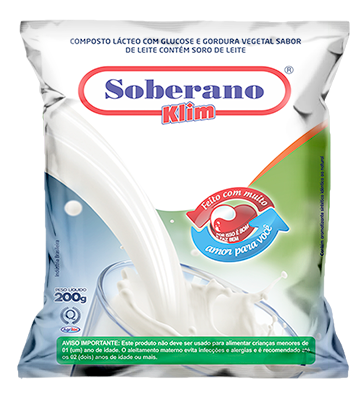 COMPOSTO LÁCTEO COM GLUCOSE E GORDURA VEGETAL SABOR
DE LEITE CONTÉM SORO DE LEITE
Soberano®
Klim
Feito com muito
amor para você
Indústria Brasileira
PESO LÍQUIDO
200g
AVISO IMPORTANTE: Este produto não deve ser usado para alimentar crianças menores de
01 (um) ano de idade. O aleitamento materno evita infecções e alergias e é recomendado até
os 02 (dois) anos de idade ou mais.